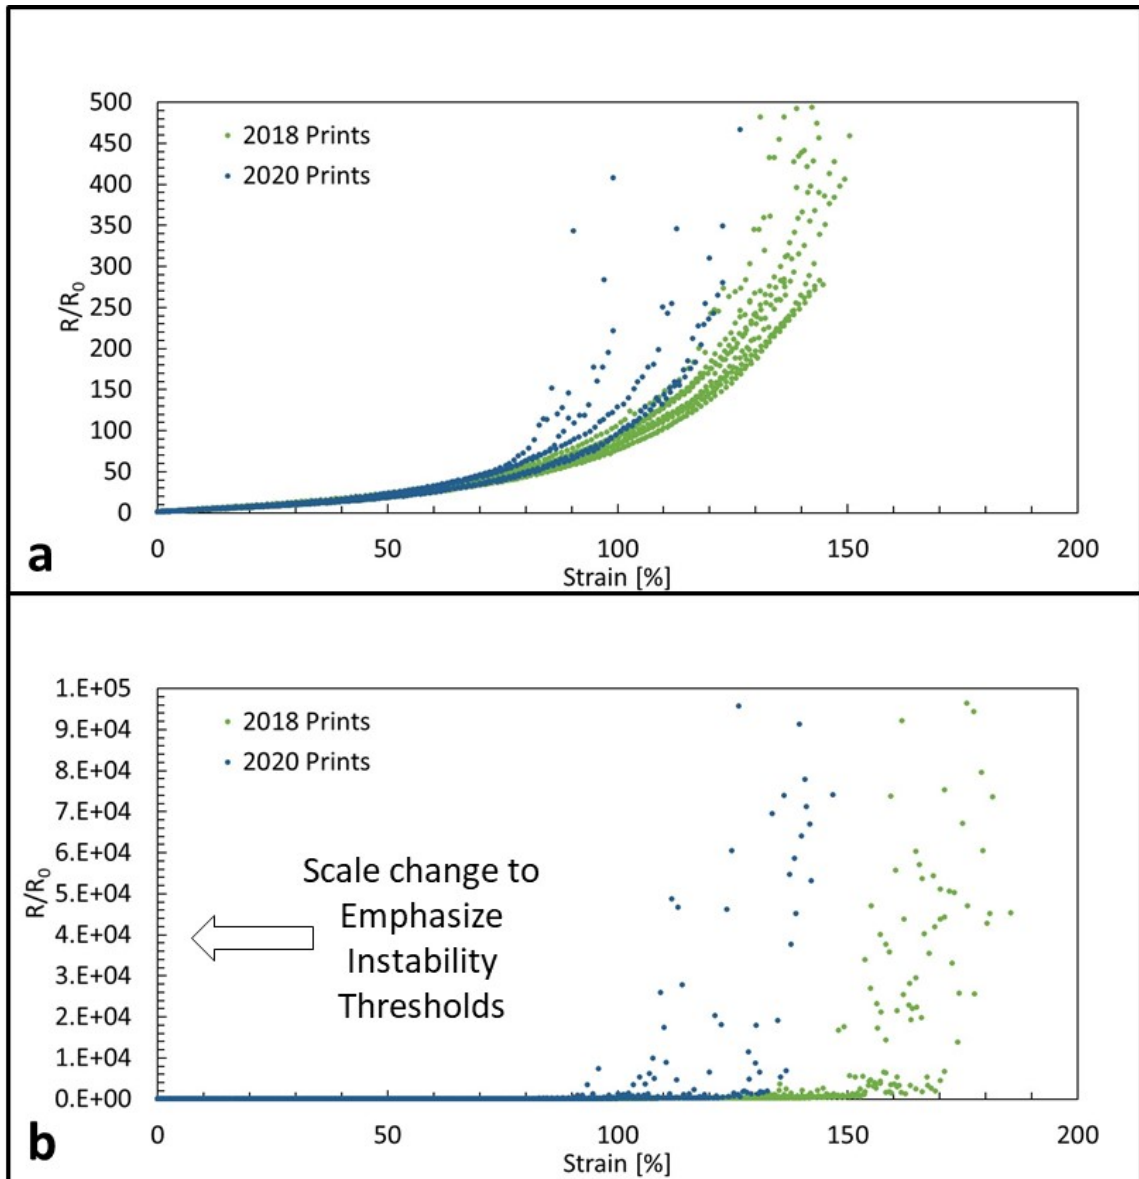 500
450
400
350
300
250
200
150
100
50
0
R/R0
2018 Prints
2020 Prints
0 50 100 150 200
Strain [%]
a
1.E+05
9.E+04
8.E+04
7.E+04
6.E+04
5.E+04
4.E+04
3.E+04
2.E+04
1.E+04
0.E+00
R/R0
2018 Prints
2020 Prints
Scale change to
Emphasize
Instability
Thresholds
0 50 100 150 200
Strain [%]
b